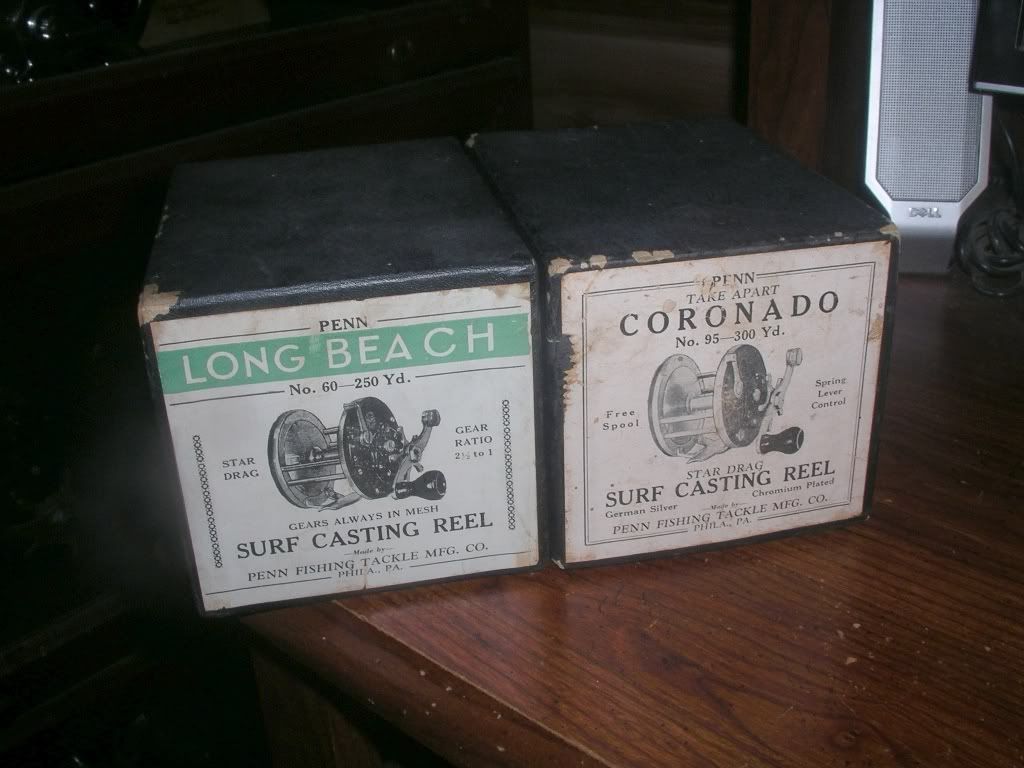 PENN
LONG BEACH
No. 60—250 Yd.
STAR
DRAG
GEAR
RATIO
2½ to 1
GEARS ALWAYS IN MESH
SURF CASTING REEL
Made by
PENN FISHING TACKLE MFG. CO.
PHILA., PA.
PENN
TAKE APART
CORONADO
No. 95—300 Yd.
Free
Spool
Spring
Lever
Control
STAR DRAG
SURF CASTING REEL
German Silver Chromium Plated
Made by
PENN FISHING TACKLE MFG. CO.
PHILA., PA.
DELL